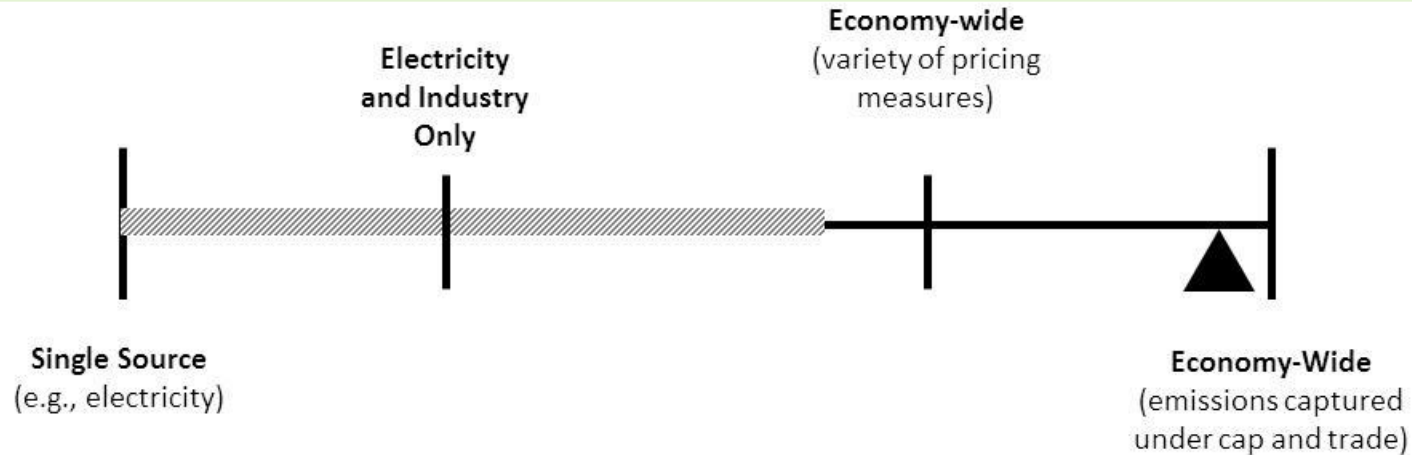 Economy-wide
(variety of pricing
measures)
Electricity
and Industry
Only
Single Source
(e.g., electricity)
Economy-Wide
(emissions captured
under cap and trade)